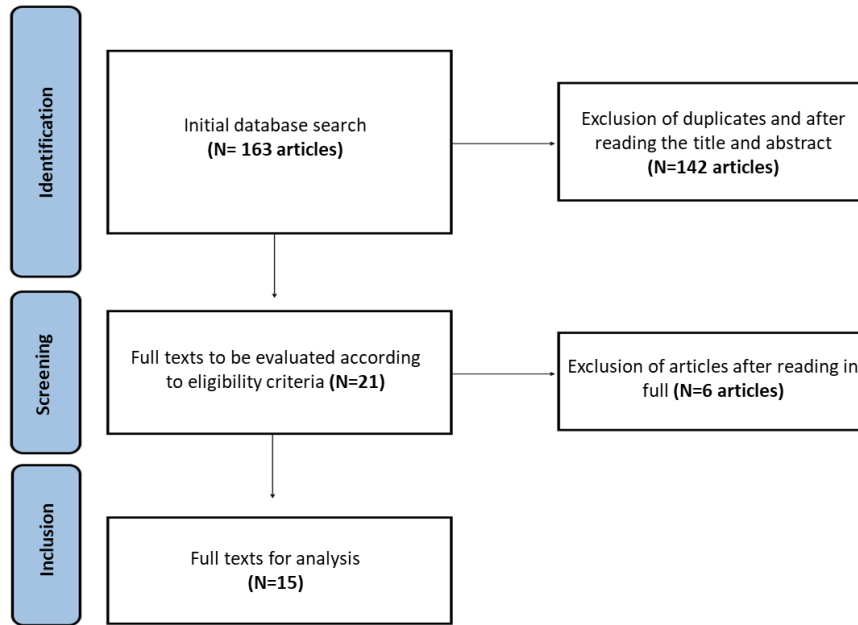 Identification
Initial database search
(N= 163 articles)
Exclusion of duplicates and after
reading the title and abstract
(N=142 articles)
Screening
Full texts to be evaluated according
to eligibility criteria (N=21)
Exclusion of articles after reading in
full (N=6 articles)
Inclusion
Full texts for analysis
(N=15)